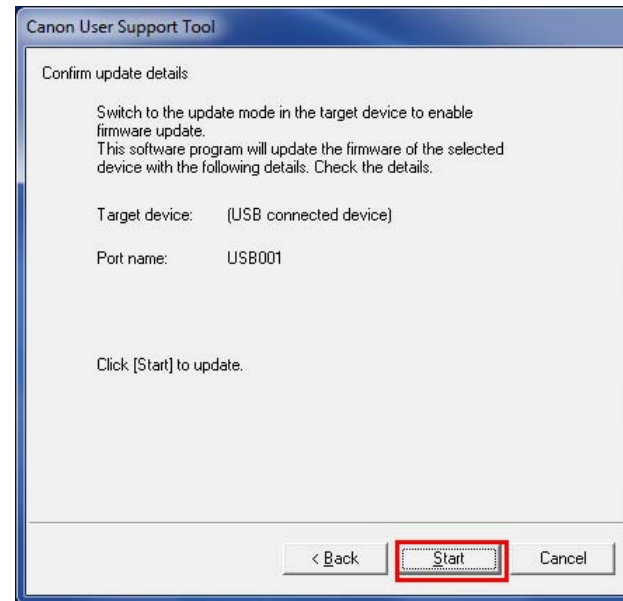 Canon User Support Tool
Confirm update details
Switch to the update mode in the target device to enable
firmware update.
This software program will update the firmware of the selected
device with the following details. Check the details.
Target device: (USB connected device)
Port name: USB001
Click [Start] to update.
< Back Start Cancel